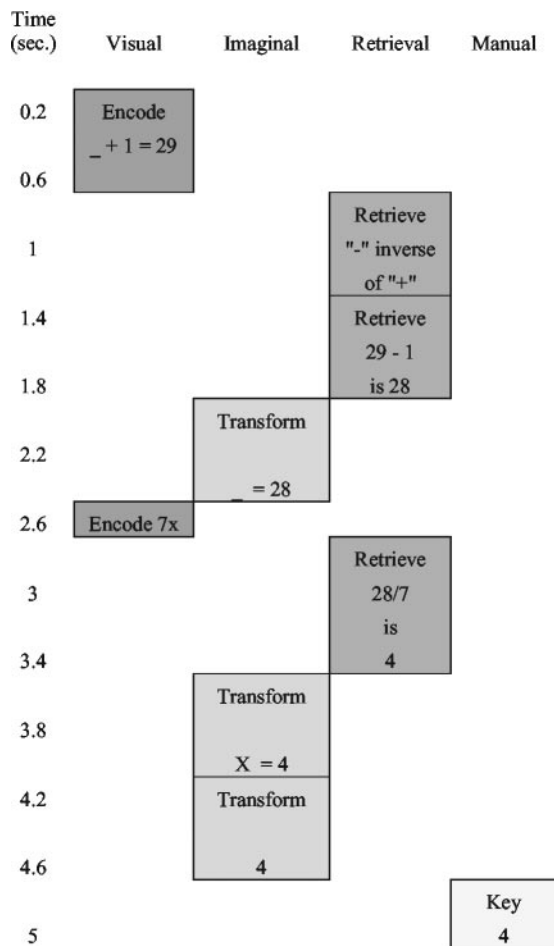 Time
(sec.) Visual Imaginal Retrieval Manual
0.2 Encode
_ + 1 = 29
0.6
Retrieve
1 "-" inverse
of "+"
1.4 Retrieve
29 - 1
1.8 is 28
Transform
2.2
_ = 28
2.6 Encode 7x
Retrieve
3 28/7
is
3.4 4
Transform
3.8
X = 4
4.2 Transform
4.6 4
Key
5 4